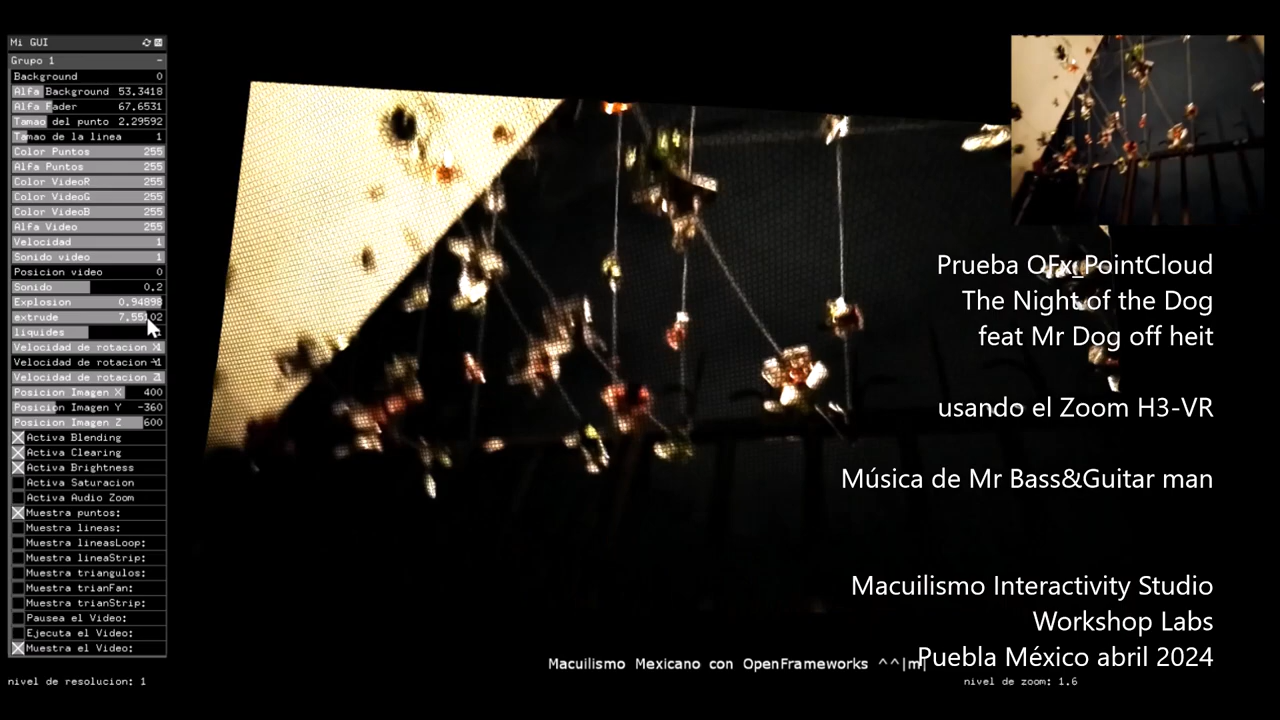 Mi GUI
Grupo 1 -
Background 0
Alfa Background 53.3418
Alfa Fader 67.6531
Tamao del punto 2.29592
Tamao de la linea 1
Color Puntos 255
Alfa Puntos 255
Color VideoR 255
Color VideoG 255
Color VideoB 255
Alfa Video 255
Velocidad 1
Sonido video 1
Posicion video 0
Sonido 0.2
Explosion 0.94898
extrude 7.55102
liquides
Velocidad de rotacion
Velocidad de rotacion
Velocidad de rotacion
Posicion Imagen X 400
Posicion Imagen Y -360
Posicion Imagen Z 600
Activa Blending
Activa Clearing
Activa Brightness
Activa Saturacion
Activa Audio Zoom
Muestra puntos:
Muestra lineas:
Muestra lineasLoop:
Muestra lineaStrip:
Muestra triangulos:
Muestra trianFan:
Muestra trianStrip:
Pausea el Video:
Ejecuta el Video:
Muestra el Video:
nivel de resolucion: 1
Prueba OFx_PointCloud
The Night of the Dog
feat Mr Dog off heit
usando el Zoom H3-VR
Música de Mr Bass&Guitar man
Macuilismo Interactivity Studio
Workshop Labs
Puebla México abril 2024
Macuilismo Mexicano con OpenFrameworks ^^|m|
nivel de zoom: 1.6